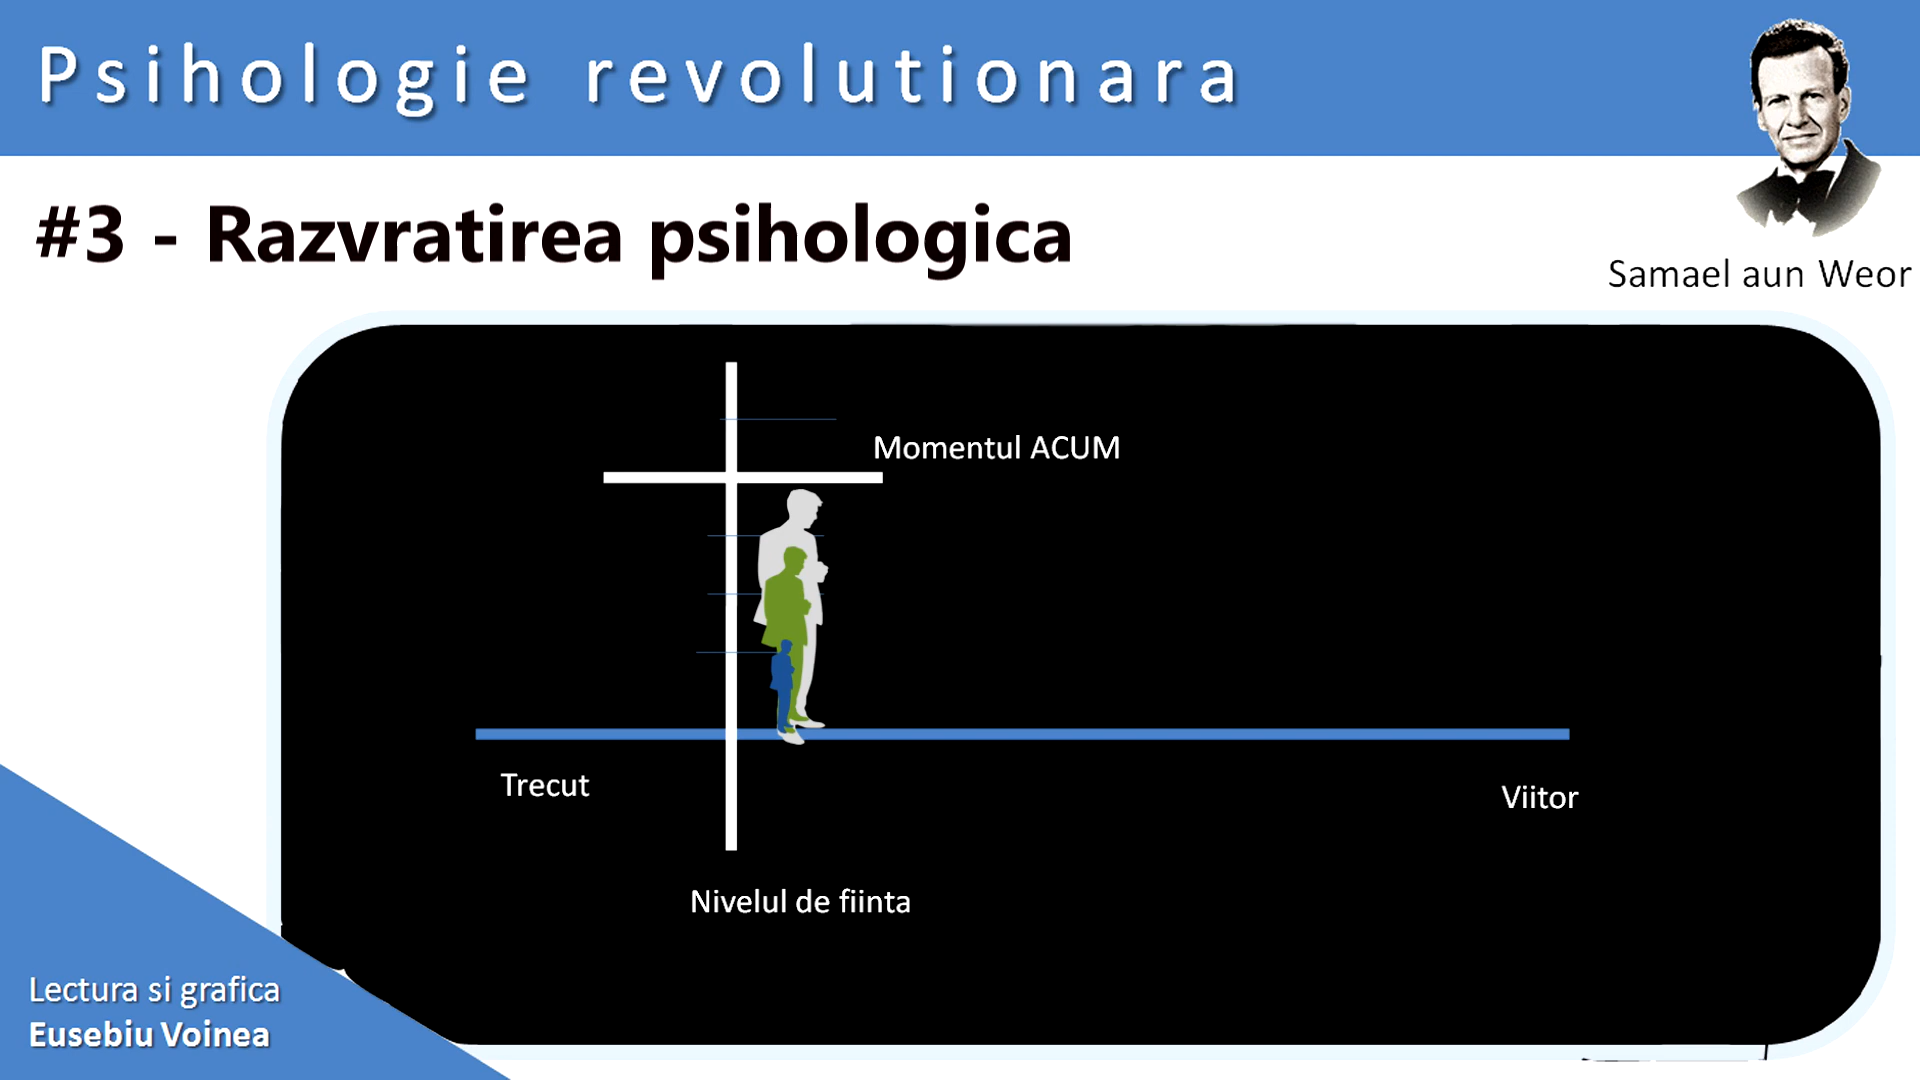 Psihologie revolutionara
#3 - Razvratirea psihologica
Samael aun Weor
Momentul ACUM
Trecut
Viitor
Nivelul de fiinta
Lectura si grafica
Eusebiu Voinea